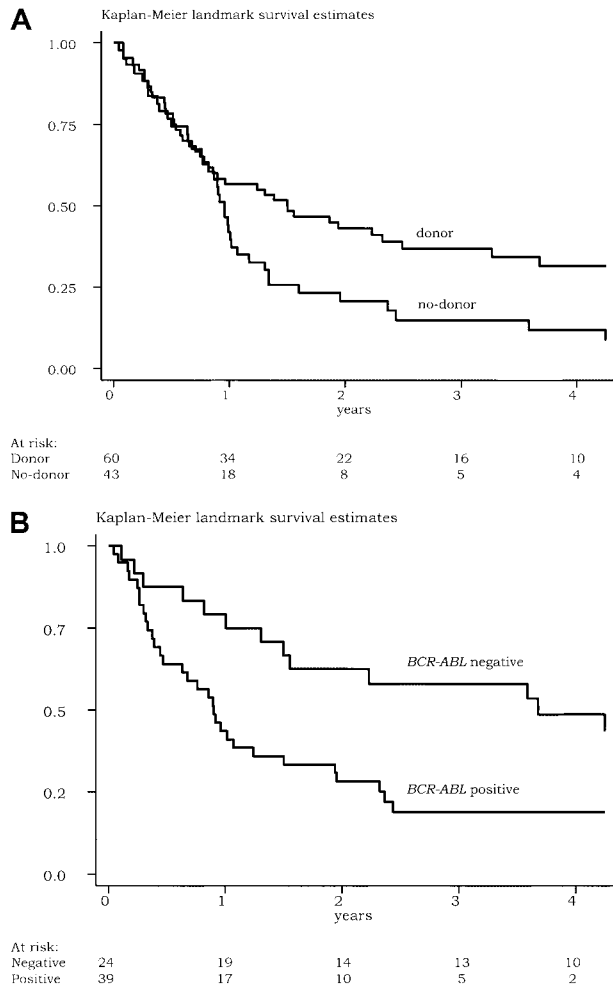 A
Kaplan-Meier landmark survival estimates
1.00
0.75
0.50
0.25
0.00
donor
no-donor
0 1 2 3 4
years
At risk:
Donor 60 34 22 16 10
No-donor 43 18 8 5 4
B
Kaplan-Meier landmark survival estimates
1.0
0.7
0.5
0.2
0.0
BCR-ABL negative
BCR-ABL positive
0 1 2 3 4
years
At risk:
Negative 24 19 14 13 10
Positive 39 17 10 5 2